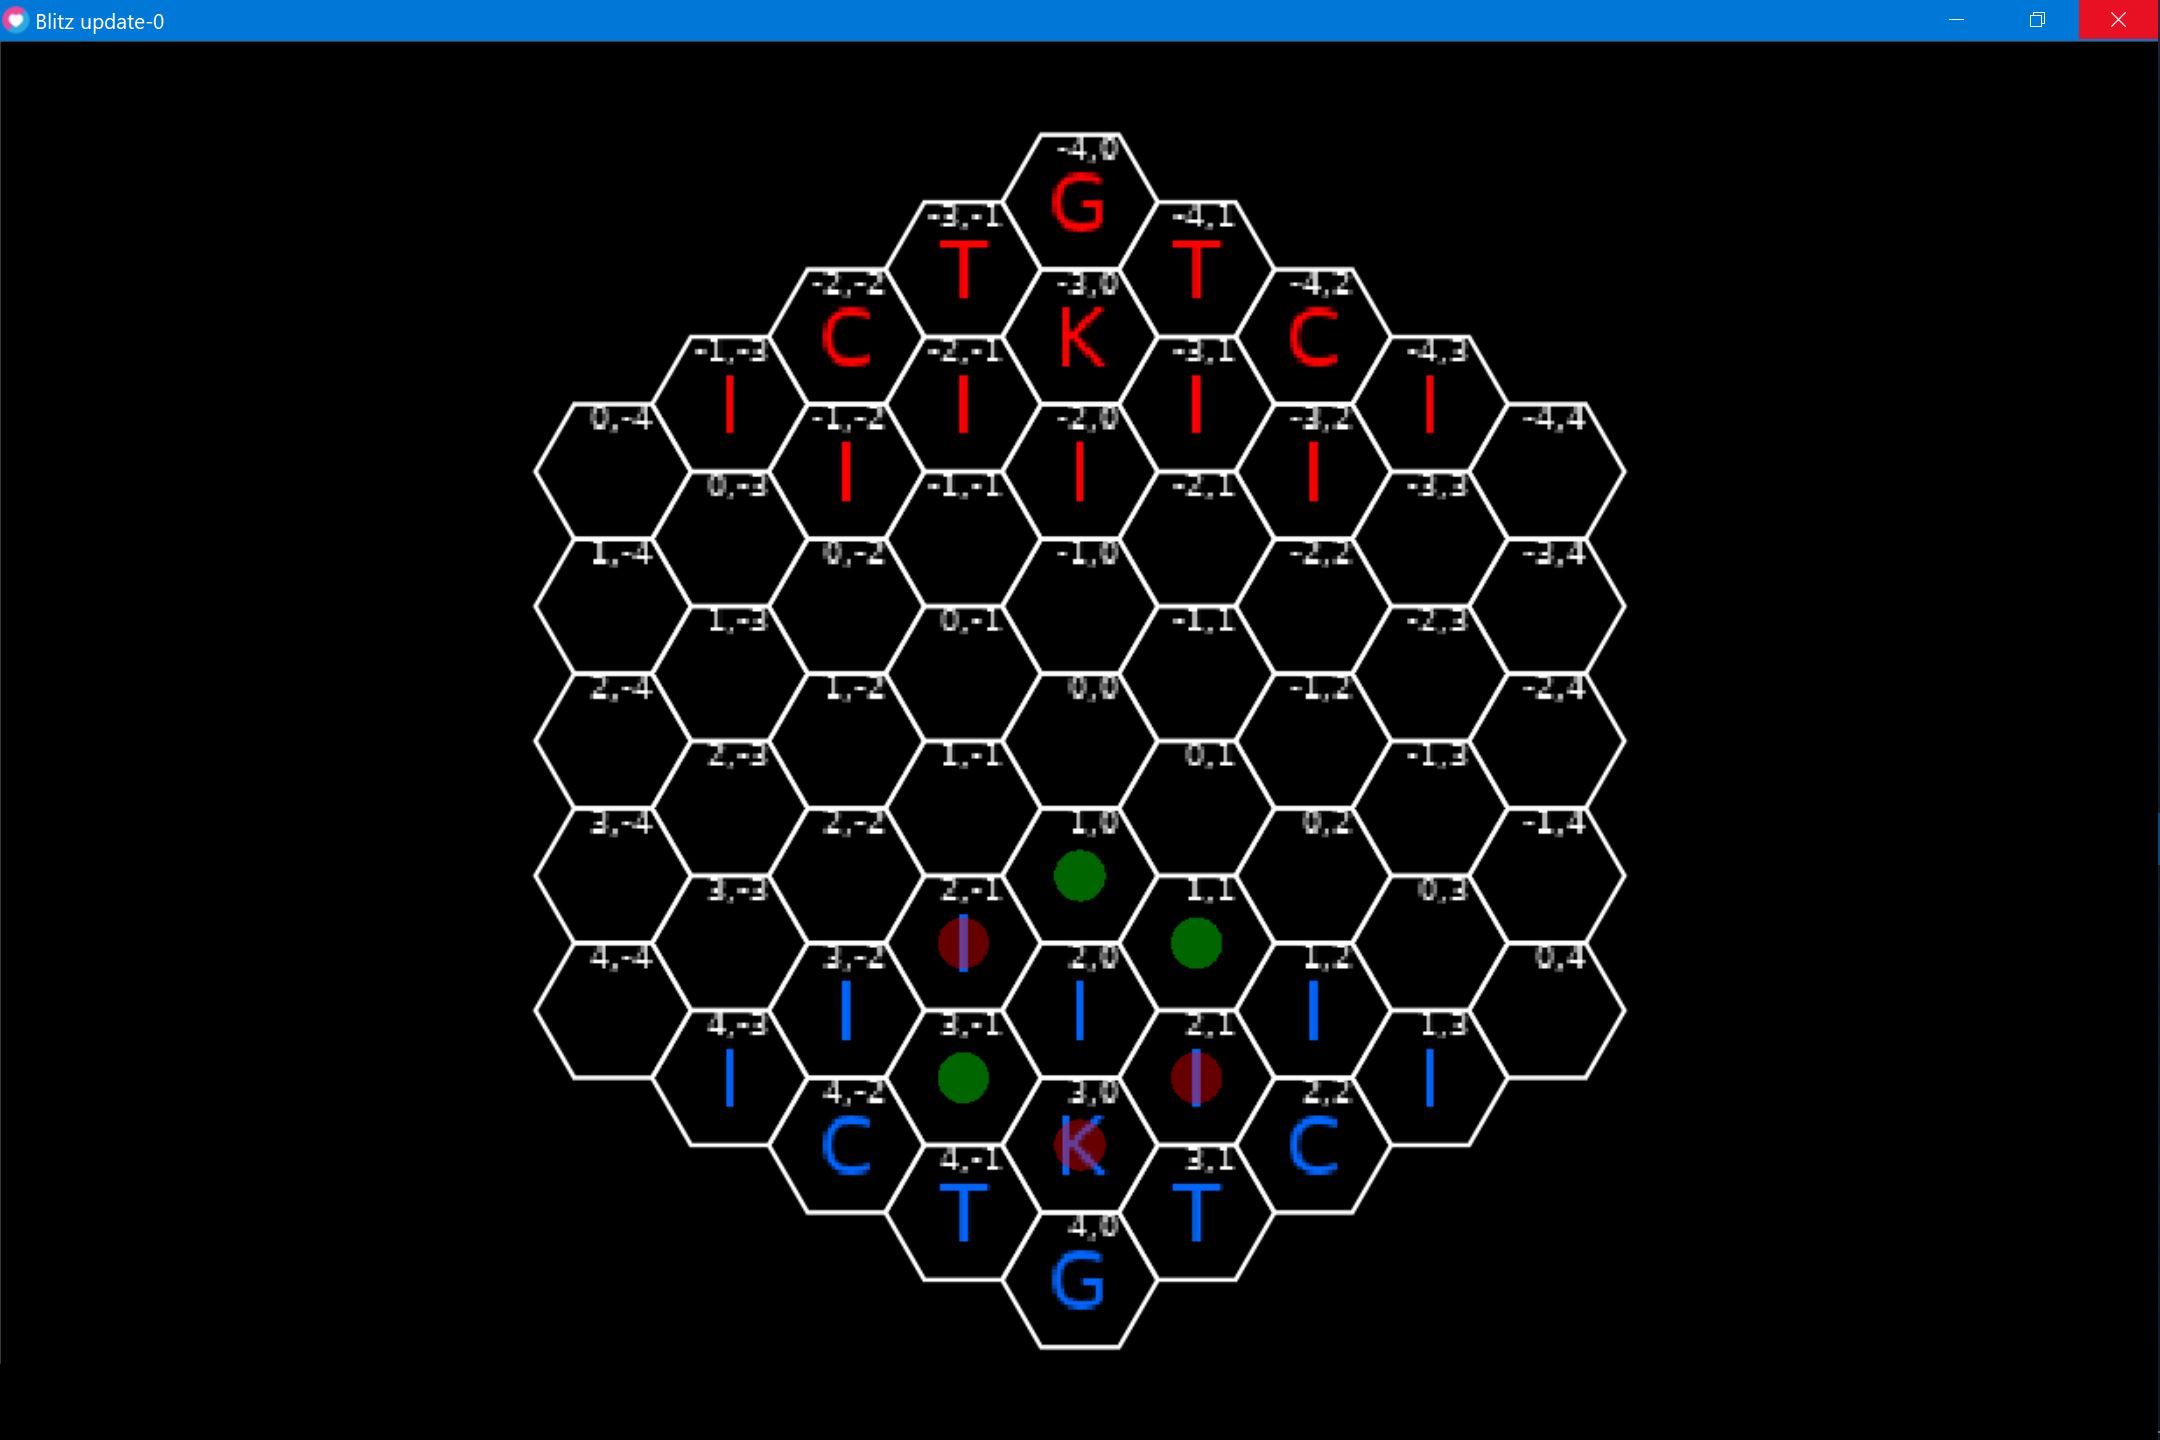 Blitz update-0
-4,0
G
-3,-1 -4,1
T T
-2,-2 -3,0 -4,2
C K C
-1,-3 -2,-1 -3,1 -4,3
I I I I
0,-4 -1,-2 -2,0 -3,2 -4,4
I I I
0,-3 -1,-1 -2,1 -3,3
1,-4 0,-2 -1,0 -2,2 -3,4
1,-3 0,-1 -1,1 -2,3
2,-4 1,-2 0,0 -1,2 -2,4
2,-3 1,-1 0,1 -1,3
3,-4 2,-2 1,0 0,2 -1,4
3,-3 2,-1 1,1 0,3
I
4,-4 3,-2 2,0 1,2 0,4
I I I
4,-3 3,-1 2,1 1,3
I I I
4,-2 3,0 2,2
C K C
4,-1 3,1
T T
4,0
G